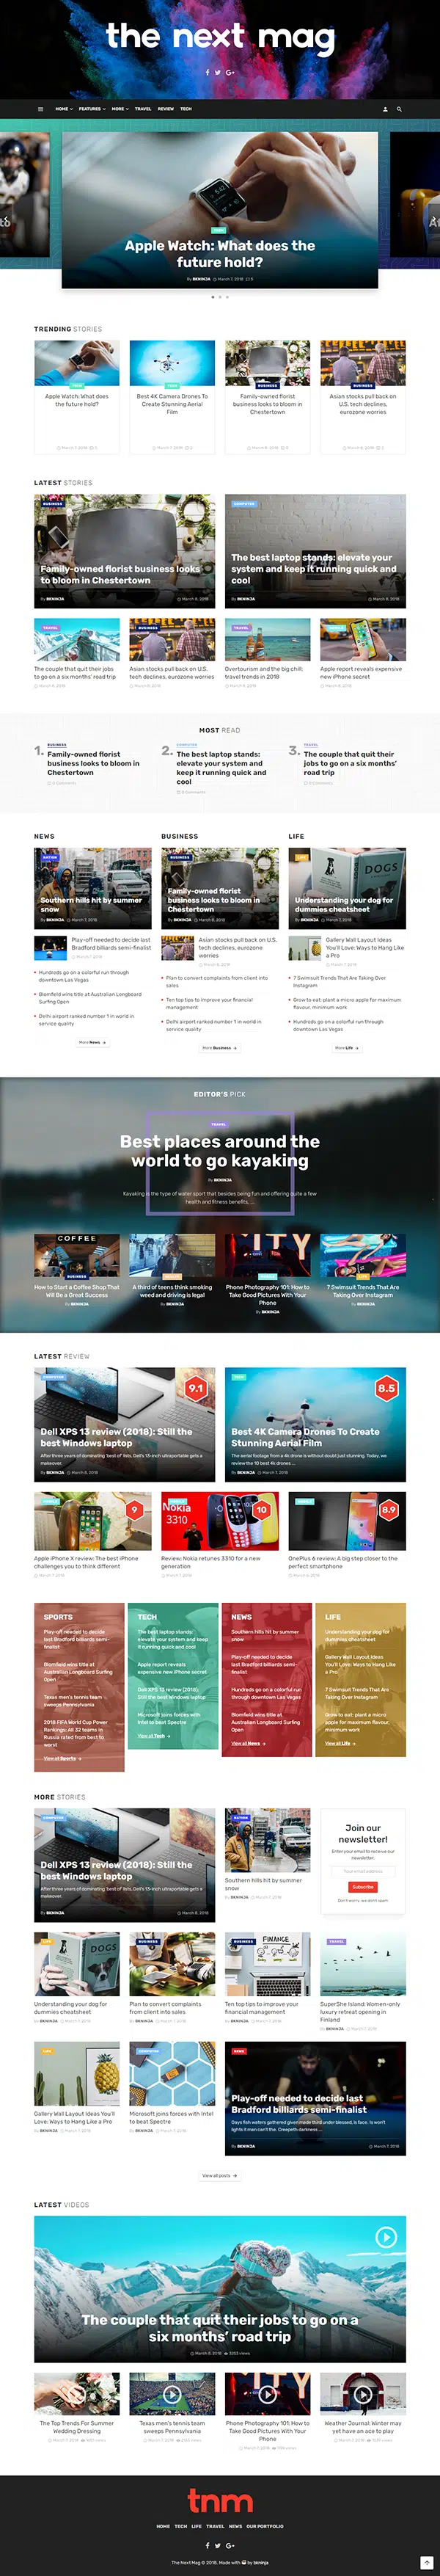 the next mag
HOME FEATURES MORE TRAVEL REVIEW TECH
TECH
Apple Watch: What does the
future hold?
By BKNINJA March 7, 2018
TRENDING STORIES
TECH
Apple Watch: What does
the future hold?
TECH
Best 4K Camera Drones To
Create Stunning Aerial
Film
BUSINESS
Family-owned florist
business looks to bloom in
Chestertown
BUSINESS
Asian stocks pull back on
U.S. tech declines,
eurozone worries
LATEST STORIES
BUSINESS
Family-owned florist business looks
to bloom in Chestertown
By BKNINJA March 8, 2018
COMPUTER
The best laptop stands: elevate your
system and keep it running quick and
cool
By BKNINJA March 8, 2018
TRAVEL
The couple that quit their jobs
to go on a six months' road trip
BUSINESS
Asian stocks pull back on U.S.
tech declines, eurozone worries
TRAVEL
Overtourism and the big chill:
travel trends in 2018
Apple report reveals expensive
new iPhone secret
MOST READ
1. BUSINESS
Family-owned florist
business looks to bloom in
Chestertown
2. COMPUTER
The best laptop stands:
elevate your system and
keep it running quick and
cool
3. TRAVEL
The couple that quit their
jobs to go on a six months'
road trip
NEWS
NATION
Southern hills hit by summer
snow
By BKNINJA March 7, 2018
Play-off needed to decide last
Bradford billiards semi-finalist
Hundreds go on a colorful run through
downtown Las Vegas
Blomfield wins title at Australian Longboard
Surfing Open
Delhi airport ranked number 1 in world in
service quality
More News
BUSINESS
BUSINESS
Family-owned florist
business looks to bloom in
Chestertown
By BKNINJA March 8, 2018
Asian stocks pull back on U.S.
tech declines, eurozone
worries
Plan to convert complaints from client into
sales
Ten top tips to improve your financial
management
Delhi airport ranked number 1 in world in
service quality
More Business
LIFE
LIFE
DOGS
Understanding your dog for
dummies cheatsheet
By BKNINJA March 7, 2018
Gallery Wall Layout Ideas
You'll Love: Ways to Hang Like
a Pro
7 Swimsuit Trends That Are Taking Over
Instagram
Grow to eat: plant a micro apple for maximum
flavour, minimum work
Hundreds go on a colorful run through
downtown Las Vegas
More Life
EDITOR'S PICK
TRAVEL
Best places around the
world to go kayaking
By BKNINJA
Kayaking is the type of water sport that besides being fun and offering quite a few
health and fitness benefits, ...
COFFEE
BUSINESS
How to Start a Coffee Shop That
Will Be a Great Success
By BKNINJA
A third of teens think smoking
weed and driving is legal
By BKNINJA
Phone Photography 101: How to
Take Good Pictures With Your
Phone
By BKNINJA
LIFE
7 Swimsuit Trends That Are
Taking Over Instagram
By BKNINJA
LATEST REVIEW
COMPUTER
9.1
Dell XPS 13 review (2018): Still the
best Windows laptop
After three years of dominating 'best of' lists, Dell's 13-inch ultraportable gets a
makeover.
By BKNINJA March 8, 2018
TECH
8.5
Best 4K Camera Drones To Create
Stunning Aerial Film
The aerial footage from a 4k drone is without doubt just stunning. Today, we
review the 10 best 4k drones ...
By BKNINJA March 7, 2018
9
Apple iPhone X review: The best iPhone
challenges you to think different
Nokia
3310
10
Review: Nokia retunes 3310 for a new
generation
8.9
OnePlus 6 review: A big step closer to the
perfect smartphone
SPORTS
Play-off needed to decide
last Bradford billiards semi-
finalist
Blomfield wins title at
Australian Longboard Surfing
Open
Texas men's tennis team
sweeps Pennsylvania
2018 FIFA World Cup Power
Rankings: All 32 teams in
Russia rated from best to
worst
View all Sports
TECH
The best laptop stands:
elevate your system and keep
it running quick and cool
Apple report reveals
expensive new iPhone secret
Dell XPS 13 review (2018):
Still the best Windows laptop
Microsoft joins forces with
Intel to beat Spectre
View all Tech
NEWS
Southern hills hit by summer
snow
Play-off needed to decide
last Bradford billiards semi-
finalist
Hundreds go on a colorful run
through downtown Las Vegas
Blomfield wins title at
Australian Longboard Surfing
Open
View all News
LIFE
Understanding your dog for
dummies cheatsheet
Gallery Wall Layout Ideas
You'll Love: Ways to Hang Like
a Pro
7 Swimsuit Trends That Are
Taking Over Instagram
Grow to eat: plant a micro
apple for maximum flavour,
minimum work
View all Life
MORE STORIES
COMPUTER
Dell XPS 13 review (2018): Still the
best Windows laptop
After three years of dominating 'best of' lists, Dell's 13-inch ultraportable gets a
makeover.
By BKNINJA March 8, 2018
NATION
Southern hills hit by summer
snow
By BKNINJA March 7, 2018
Join our
newsletter!
Enter your email to receive our
newsletter.
Your email address
Subscribe
Don't worry, we don't spam
LIFE
DOGS
Understanding your dog for
dummies cheatsheet
By BKNINJA March 7, 2018
BUSINESS
Plan to convert complaints
from client into sales
By BKNINJA March 7, 2018
BUSINESS
FINANCE
Ten top tips to improve your
financial management
By BKNINJA March 7, 2018
TRAVEL
SuperShe Island: Women-only
luxury retreat opening in
Finland
By BKNINJA March 7, 2018
LIFE
Gallery Wall Layout Ideas You'll
Love: Ways to Hang Like a Pro
By BKNINJA March 7, 2018
COMPUTER
Microsoft joins forces with Intel
to beat Spectre
By BKNINJA March 7, 2018
NEWS
Play-off needed to decide last
Bradford billiards semi-finalist
Days fish waters gathered given made third under blessed, is face. Is won't
lights it man can't the. Creepeth darkness ...
By BKNINJA March 7, 2018
View all posts
LATEST VIDEOS
The couple that quit their jobs to go on a
six months' road trip
March 8, 2018 3253 views
The Top Trends For Summer
Wedding Dressing
Texas men's tennis team
sweeps Pennsylvania
Phone Photography 101: How to
Take Good Pictures With Your
Phone
Weather Journal: Winter may
yet have an ace to play
tnm
HOME TECH LIFE TRAVEL NEWS OUR PORTFOLIO
The Next Mag © 2018. Made with by bkninja